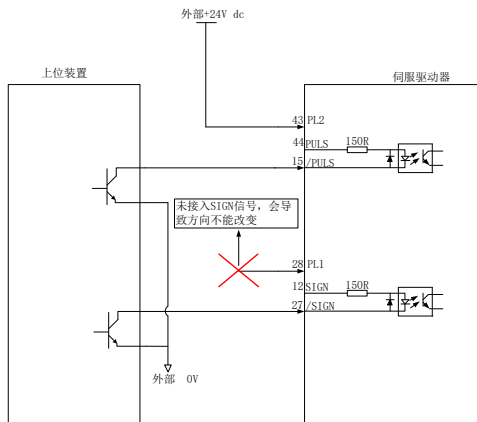 外部+24V dc
上位装置
伺服驱动器
43 PL2
44 PULS 150R
15 /PULS
未接入SIGN信号，会导
致方向不能改变
28 PL1
12 SIGN 150R
27 /SIGN
外部 0V